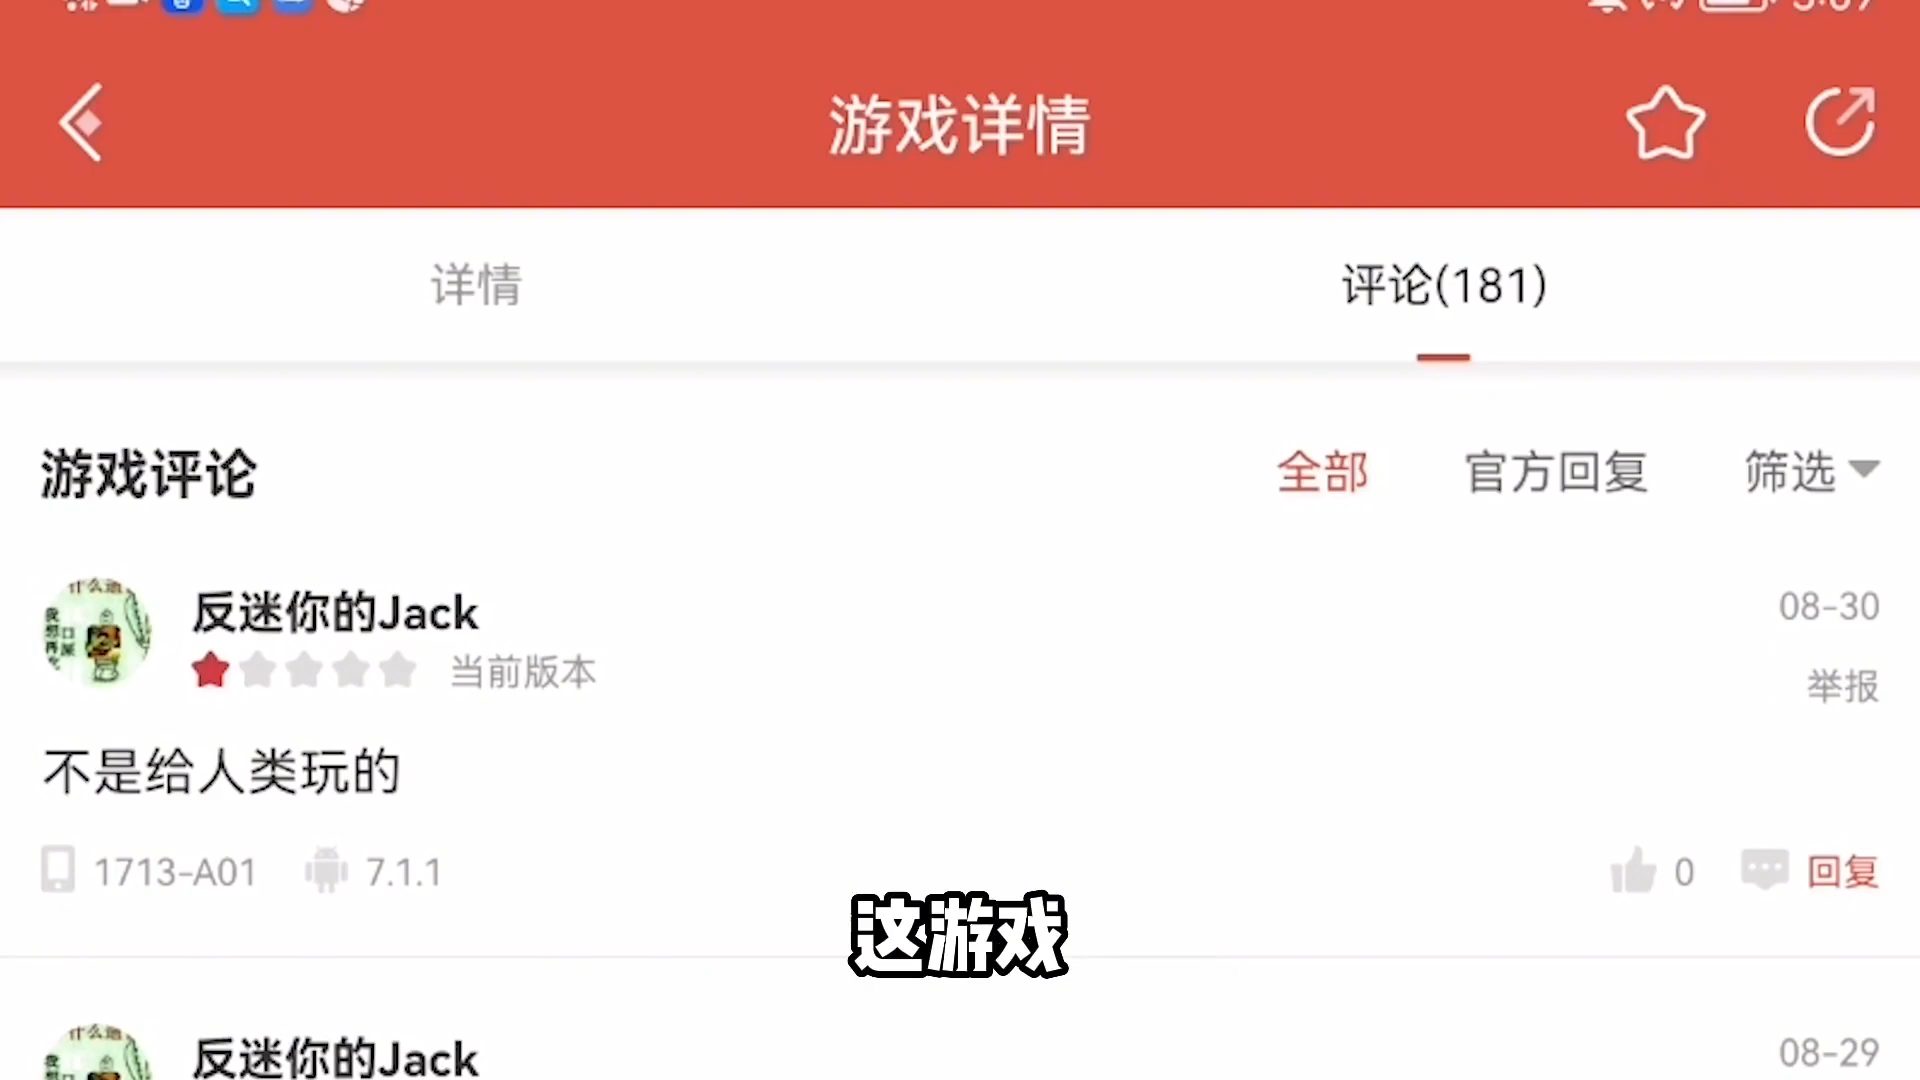 游戏详情
详情
评论(181)
游戏评论
全部
官方回复
筛选
反迷你的Jack
08-30
当前版本
举报
不是给人类玩的
1713-A01
7.1.1
0
回复
这游戏
反迷你的Jack
08-29